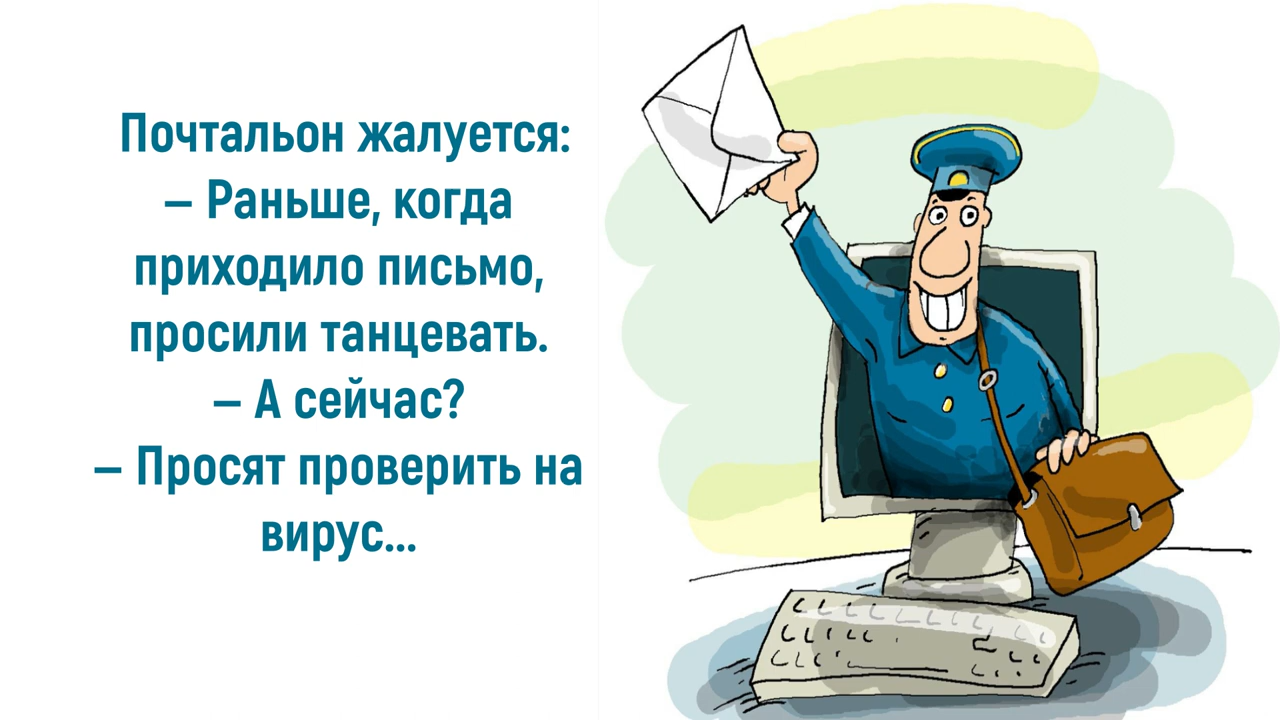 Почтальон жалуется:
– Раньше, когда
приходило письмо,
просили танцевать.
– А сейчас?
– Просят проверить на
вирус...